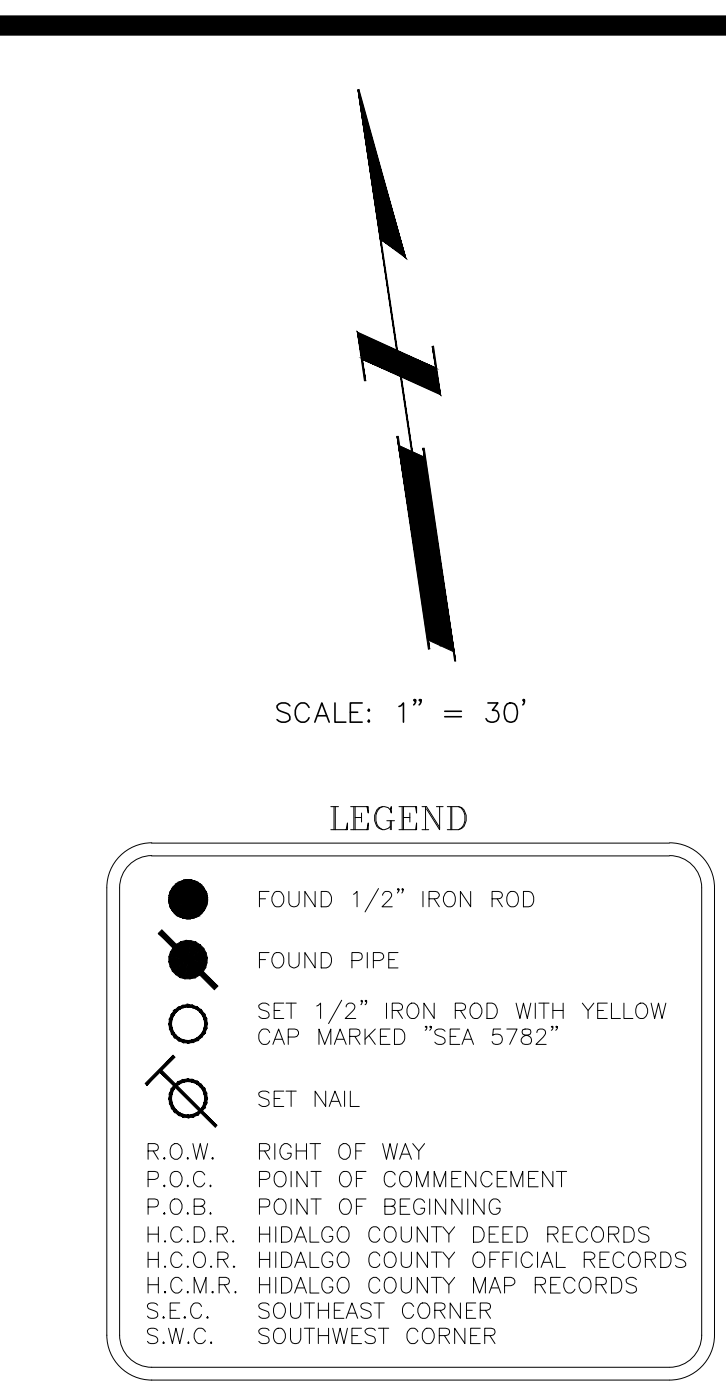 SCALE: 1" = 30'
LEGEND
FOUND 1/2" IRON ROD
FOUND PIPE
SET 1/2" IRON ROD WITH YELLOW
CAP MARKED "SEA 5782"
SET NAIL
R.O.W. RIGHT OF WAY
P.O.C. POINT OF COMMENCEMENT
P.O.B. POINT OF BEGINNING
H.C.D.R. HIDALGO COUNTY DEED RECORDS
H.C.O.R. HIDALGO COUNTY OFFICIAL RECORDS
H.C.M.R. HIDALGO COUNTY MAP RECORDS
S.E.C. SOUTHEAST CORNER
S.W.C. SOUTHWEST CORNER